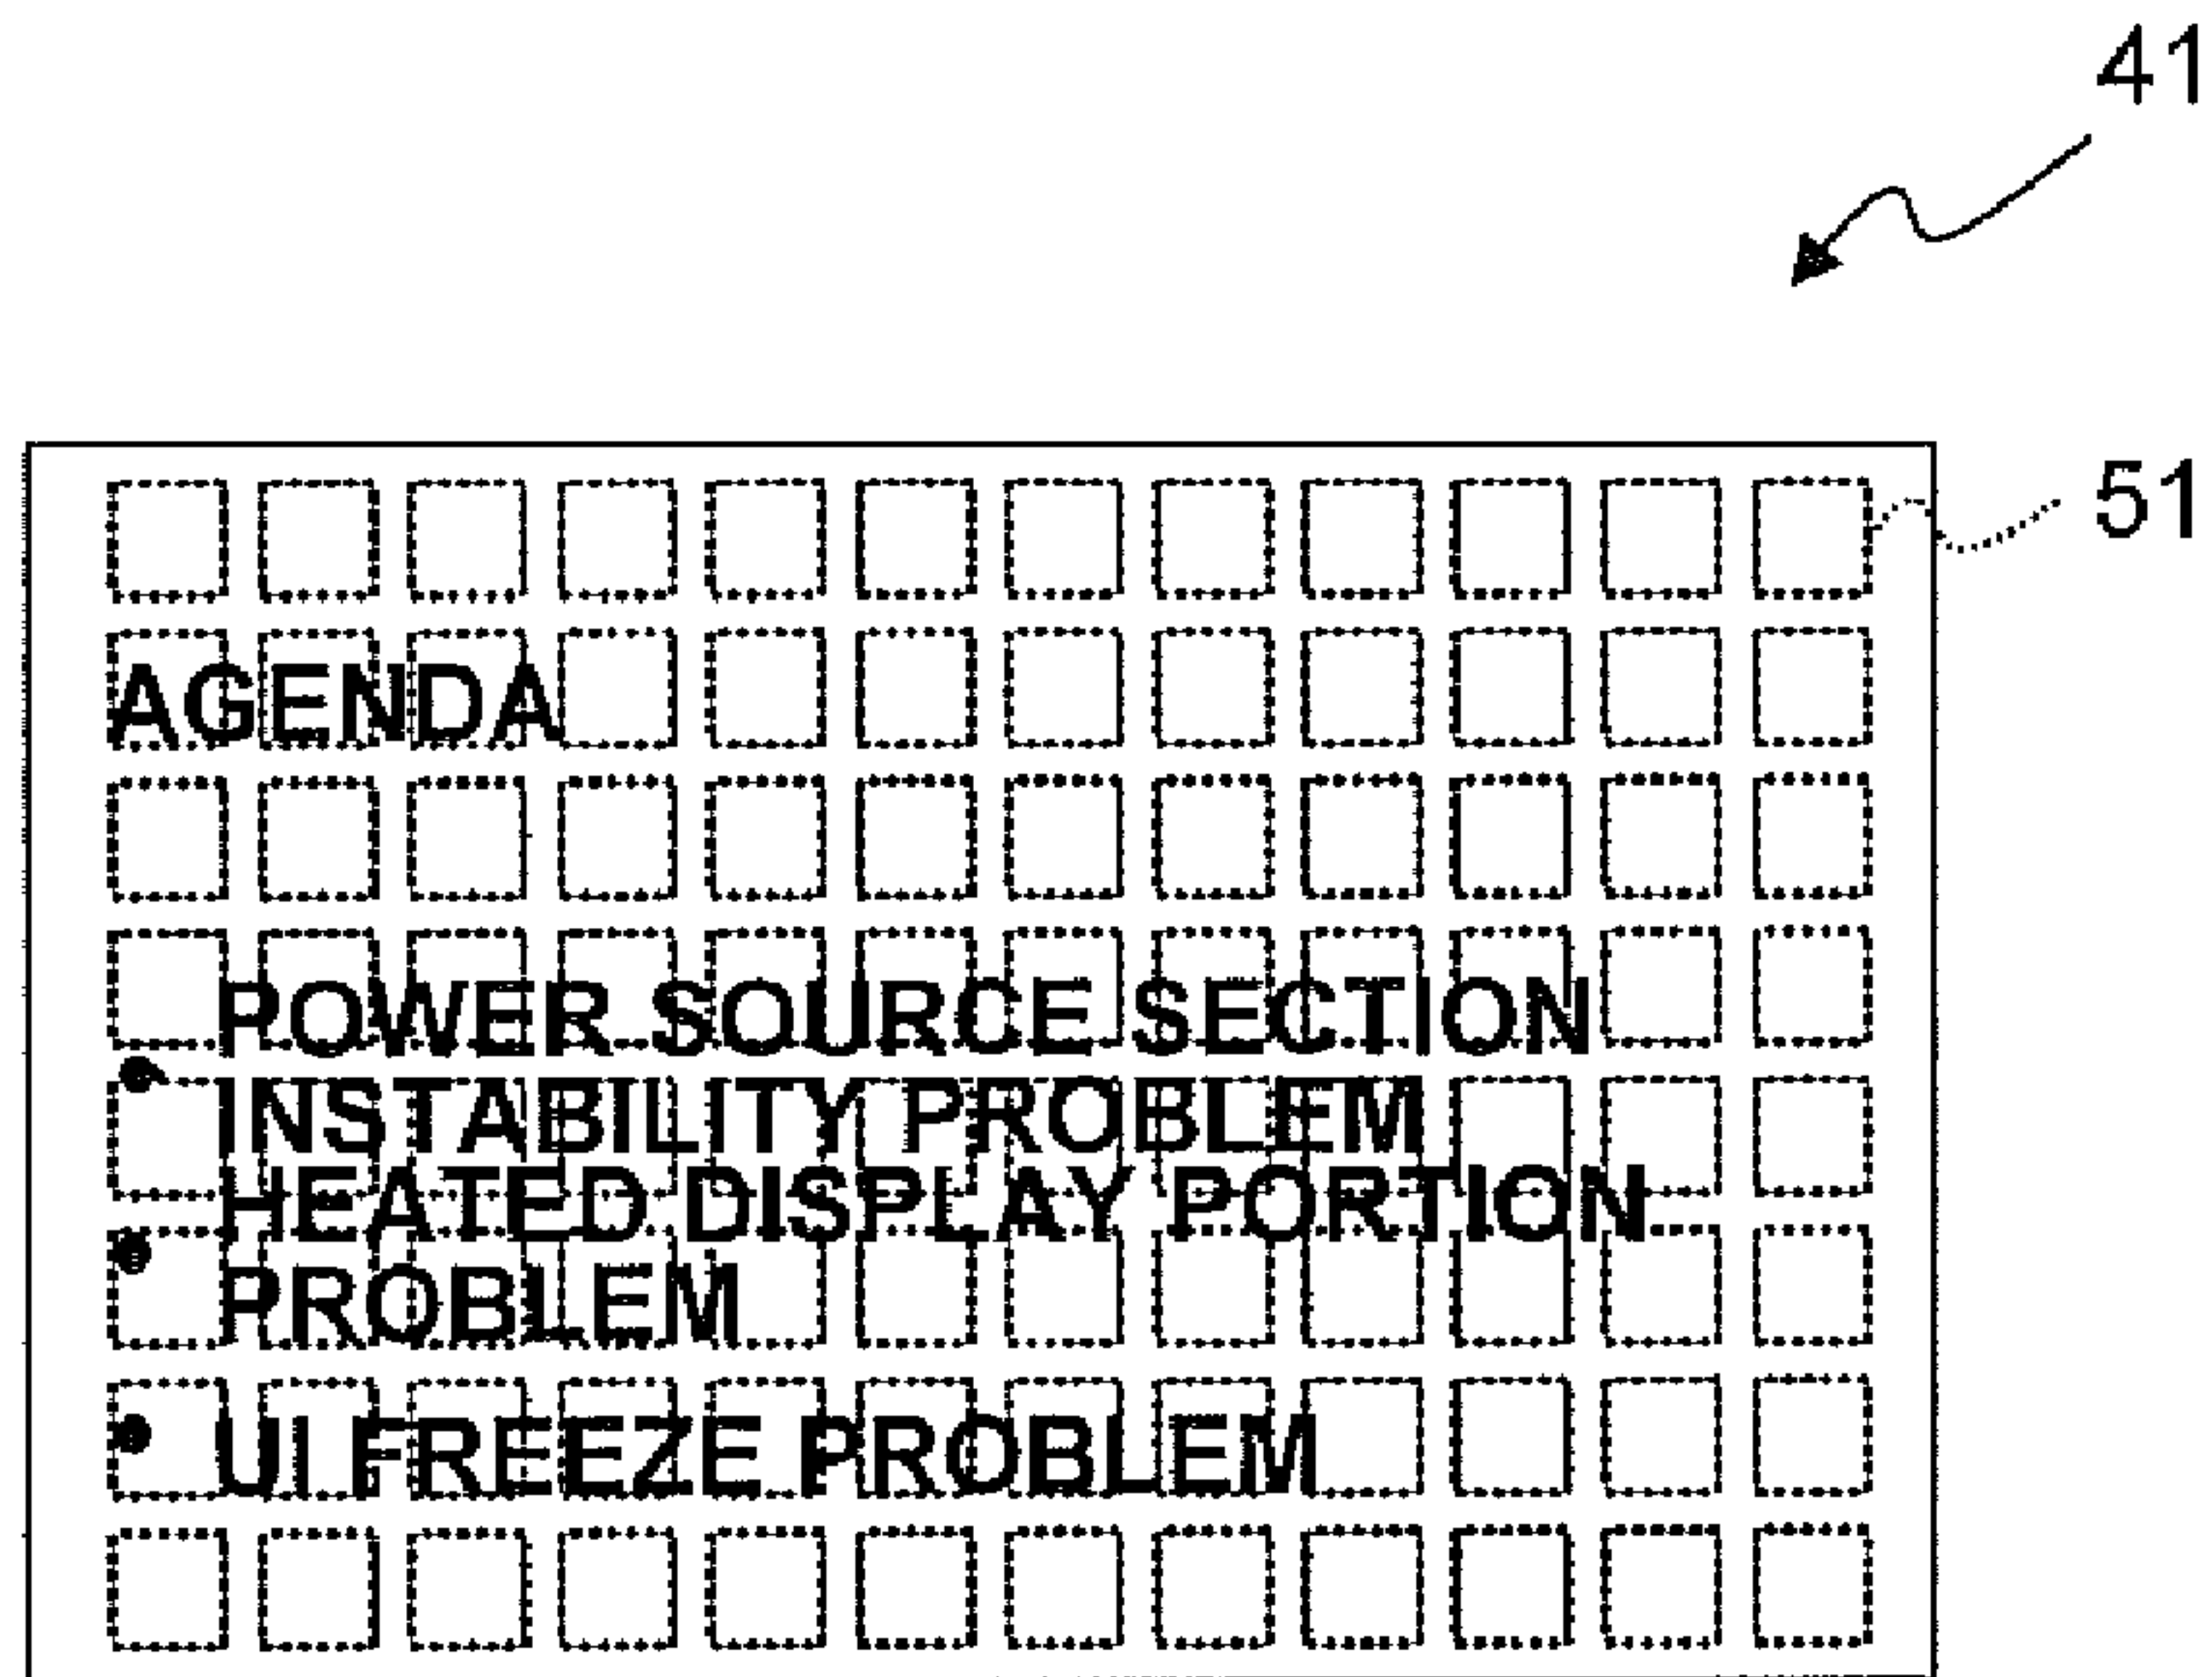 41
51
AGENDA
• POWER SOURCE SECTION
INSTABILITY PROBLEM
• HEATED DISPLAY PORTION
PROBLEM
• UI FREEZE PROBLEM